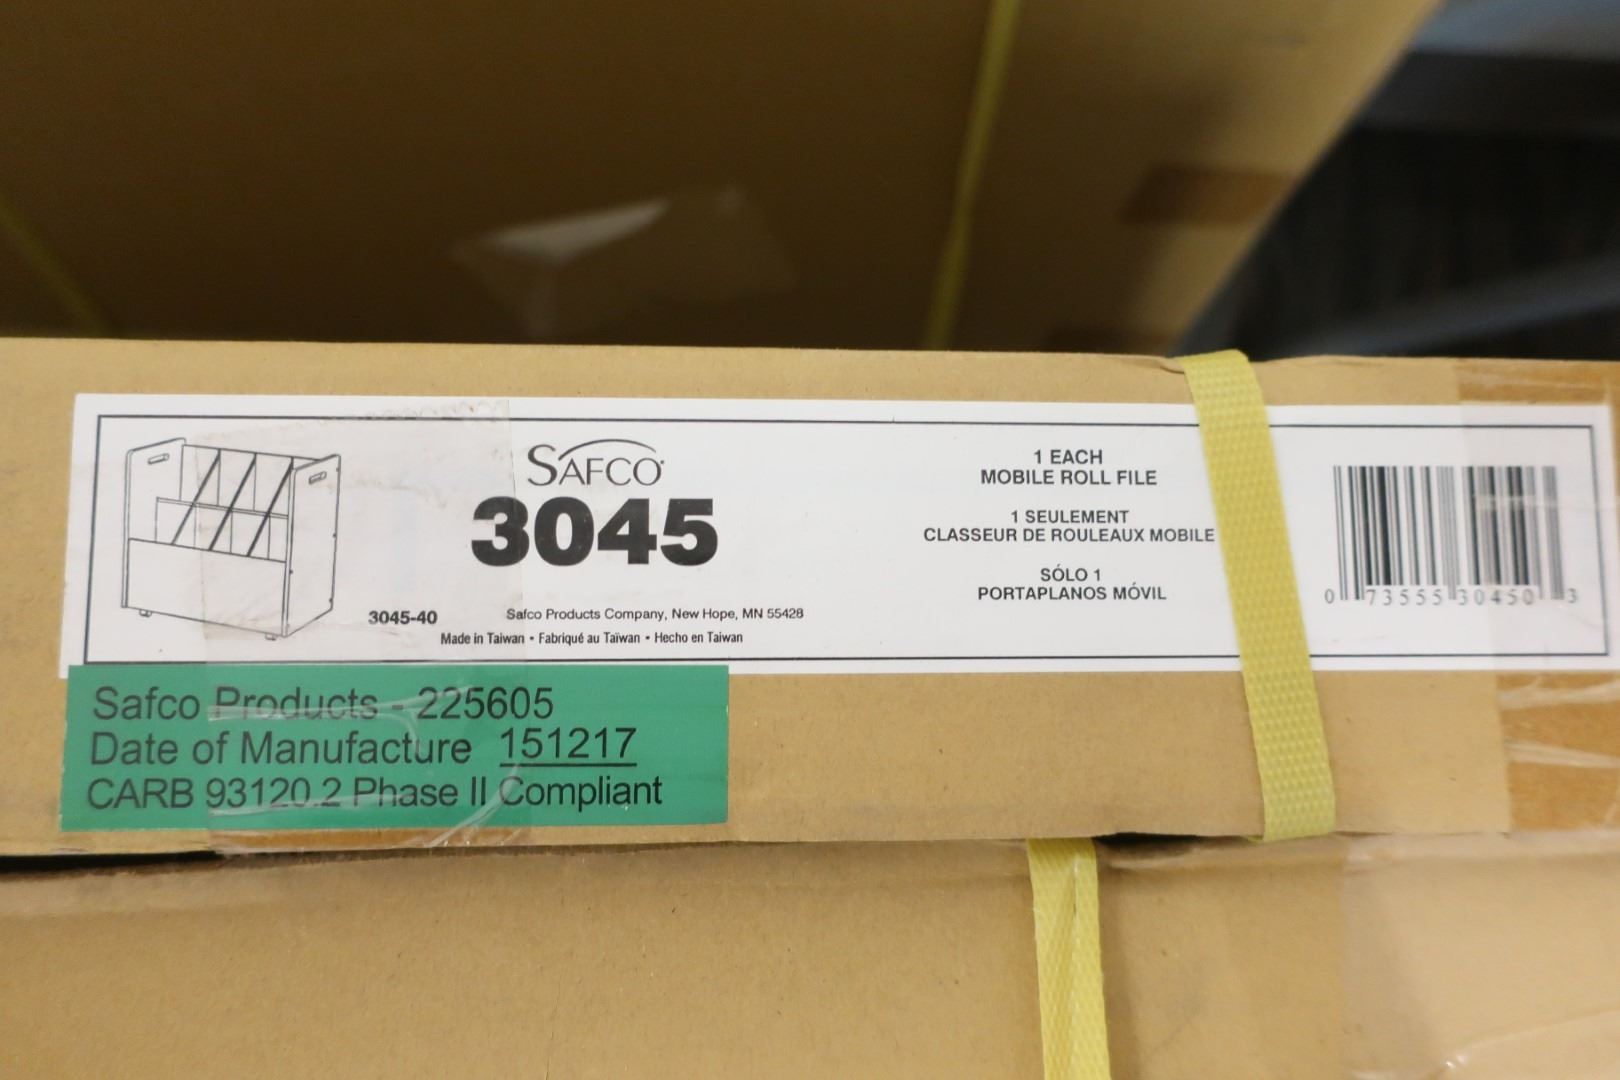 SAFCO
3045
3045-40
Safco Products Company, New Hope, MN 55428
Made in Taiwan • Fabriqué au Taïwan • Hecho en Taiwan
1 EACH
MOBILE ROLL FILE
1 SEULEMENT
CLASSEUR DE ROULEAUX MOBILE
SÓLO 1
PORTAPLANOS MÓVIL
0 73555 30450 3
Safco Products - 225605
Date of Manufacture 151217
CARB 93120.2 Phase II Compliant